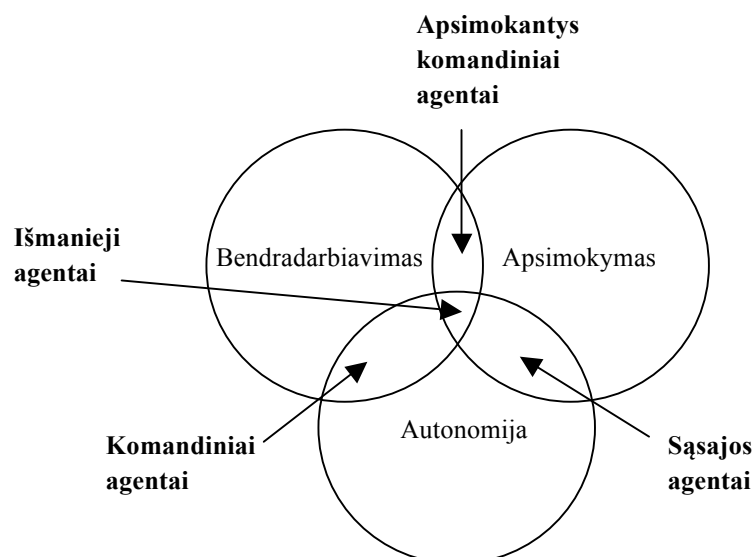 Apsimokantys
komandiniai
agentai
Išmanieji
agentai
Bendradarbiavimas
Apsimokymas
Komandiniai
agentai
Autonomija
Sąsajos
agentai